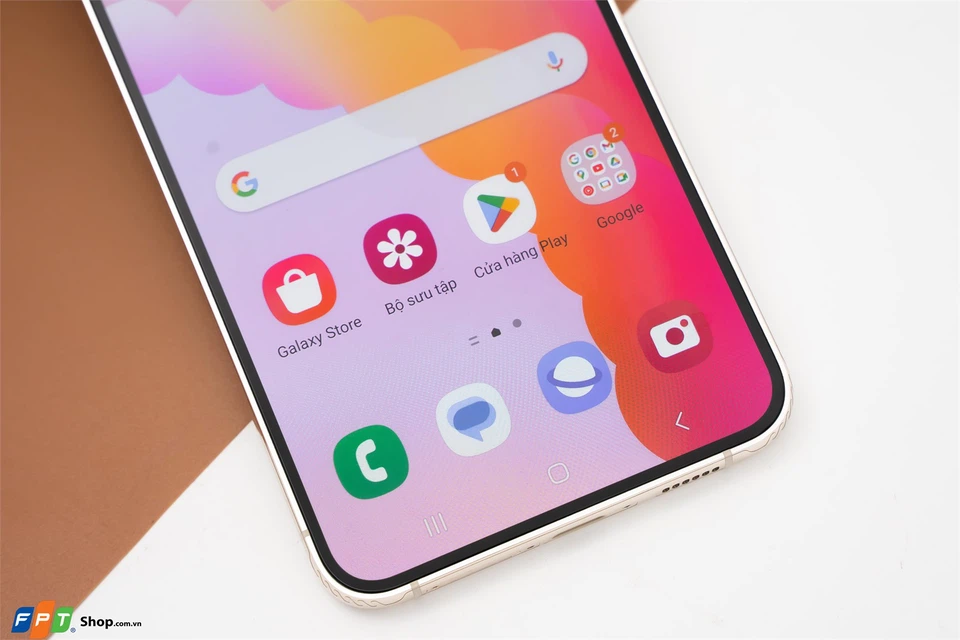 2
1
Google
Cửa hàng Play
Bộ sưu tập
Galaxy Store
FPT Shop.com.vn